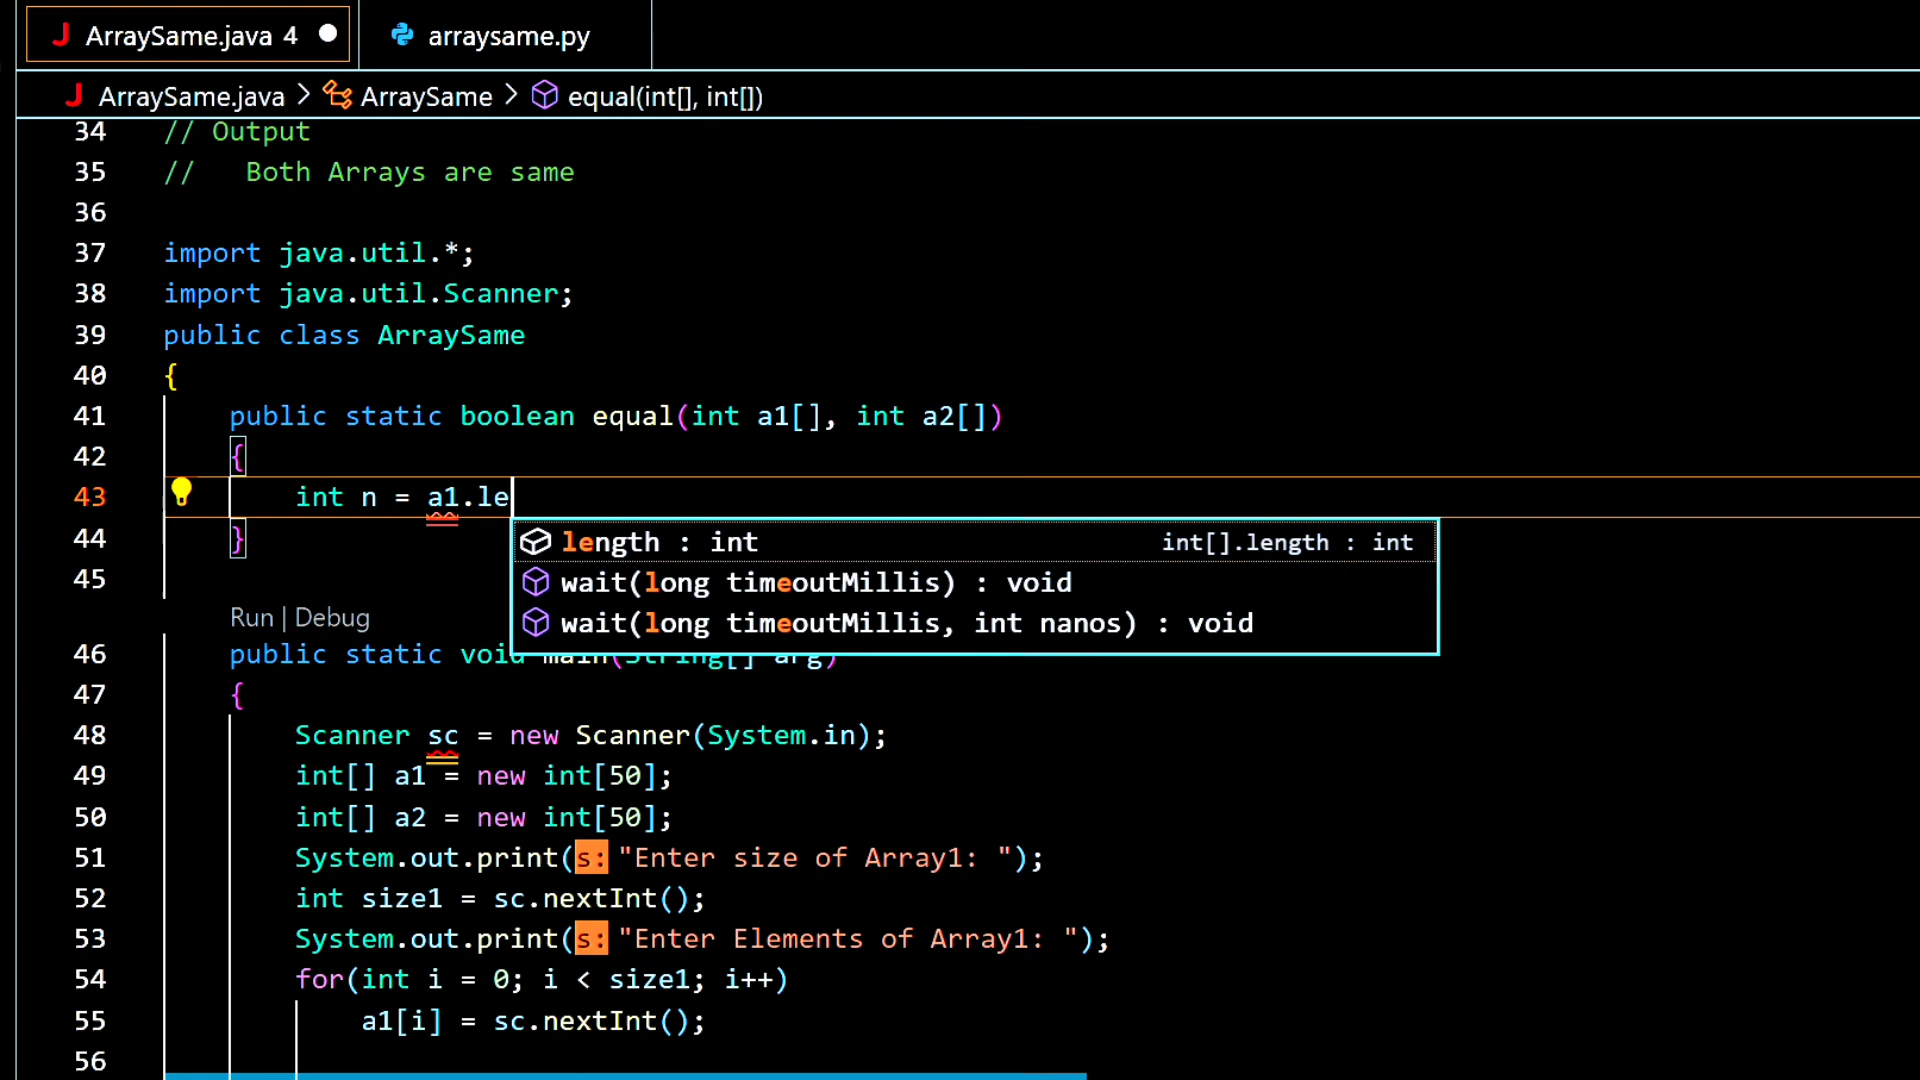 ArraySame.java 4 arraysame.py
ArraySame.java > ArraySame > equal(int[], int[])
34 // Output
35 //   Both Arrays are same
36
37 import java.util.*;
38 import java.util.Scanner;
39 public class ArraySame
40 {
41     public static boolean equal(int a1[], int a2[])
42     {
43         int n = a1.le
44     }
length : int int[].length : int
45
wait(long timeoutMillis) : void
wait(long timeoutMillis, int nanos) : void
Run | Debug
46     public static void main(String[] arg)
47     {
48         Scanner sc = new Scanner(System.in);
49         int[] a1 = new int[50];
50         int[] a2 = new int[50];
51         System.out.print(s: "Enter size of Array1: ");
52         int size1 = sc.nextInt();
53         System.out.print(s: "Enter Elements of Array1: ");
54         for(int i = 0; i < size1; i++)
55             a1[i] = sc.nextInt();
56